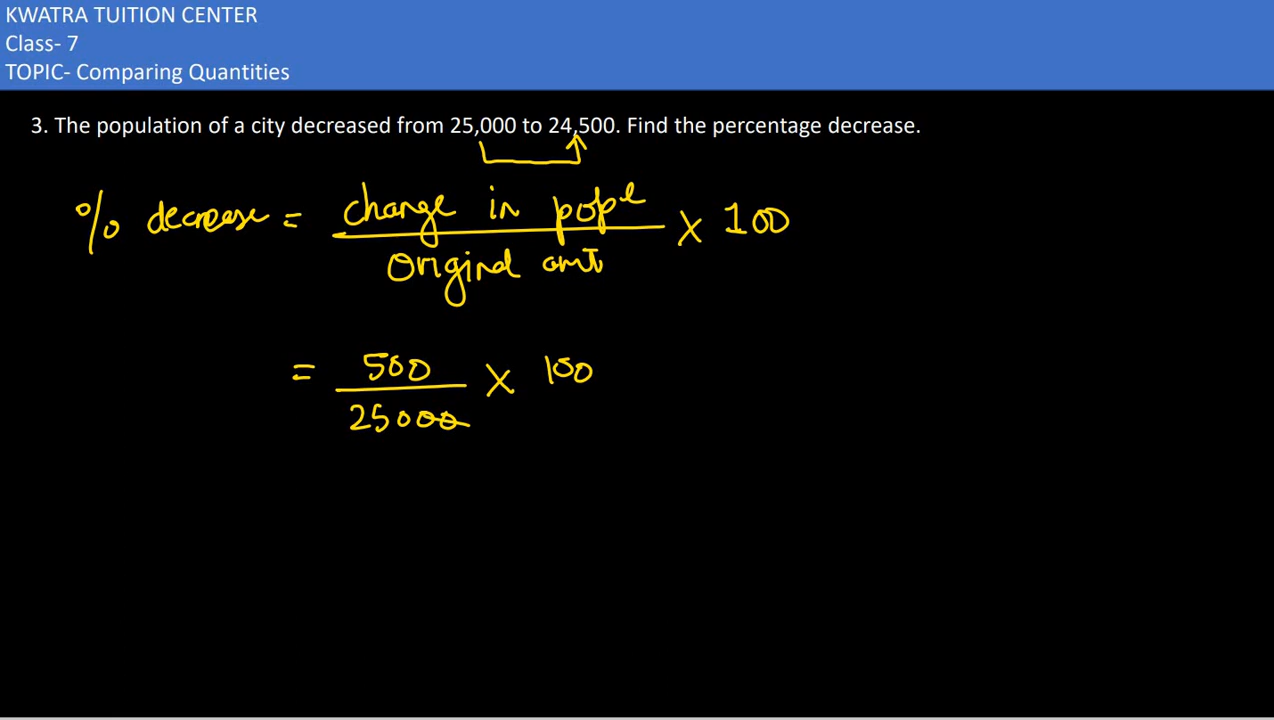 KWATRA TUITION CENTER
Class- 7
TOPIC- Comparing Quantities
3. The population of a city decreased from 25,000 to 24,500. Find the percentage decrease.
% decrease = change in popl / Original amt × 100
= 500 / 25000 × 100